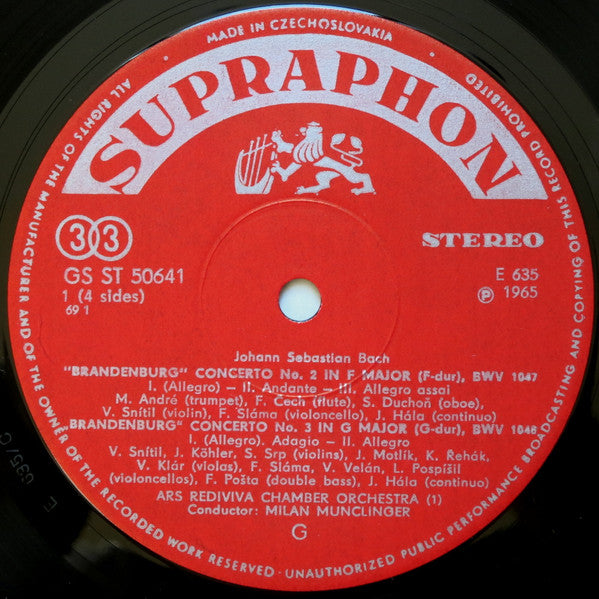 MADE IN CZECHOSLOVAKIA
ALL RIGHTS OF THE MANUFACTURER AND OF THE OWNER OF THE RECORDED WORK RESERVED · UNAUTHORIZED PUBLIC PERFORMANCE BROADCASTING AND COPYING OF THIS RECORD PROHIBITED
SUPRAPHON
33
STEREO
GS ST 50641
1 (4 sides)
69 1
E 635
Ⓟ 1965
Johann Sebastian Bach
"BRANDENBURG" CONCERTO No. 2 IN F MAJOR (F-dur), BWV 1047
I. (Allegro) – II. Andante – III. Allegro assai
M. André (trumpet), F. Čech (flute), S. Duchoň (oboe),
V. Snítil (violin), F. Sláma (violoncello), J. Hála (continuo)
BRANDENBURG" CONCERTO No. 3 IN G MAJOR (G-dur), BWV 1048
I. (Allegro). Adagio – II. Allegro
V. Snítil, J. Köhler, S. Srp (violins), J. Motlík, K. Rehák,
V. Klár (violas), F. Sláma, V. Velán, L. Pospíšil
(violoncellos), F. Pošta (double bass), J. Hála (continuo)
ARS REDIVIVA CHAMBER ORCHESTRA (1)
Conductor: MILAN MUNCLINGER
G
E 635/G